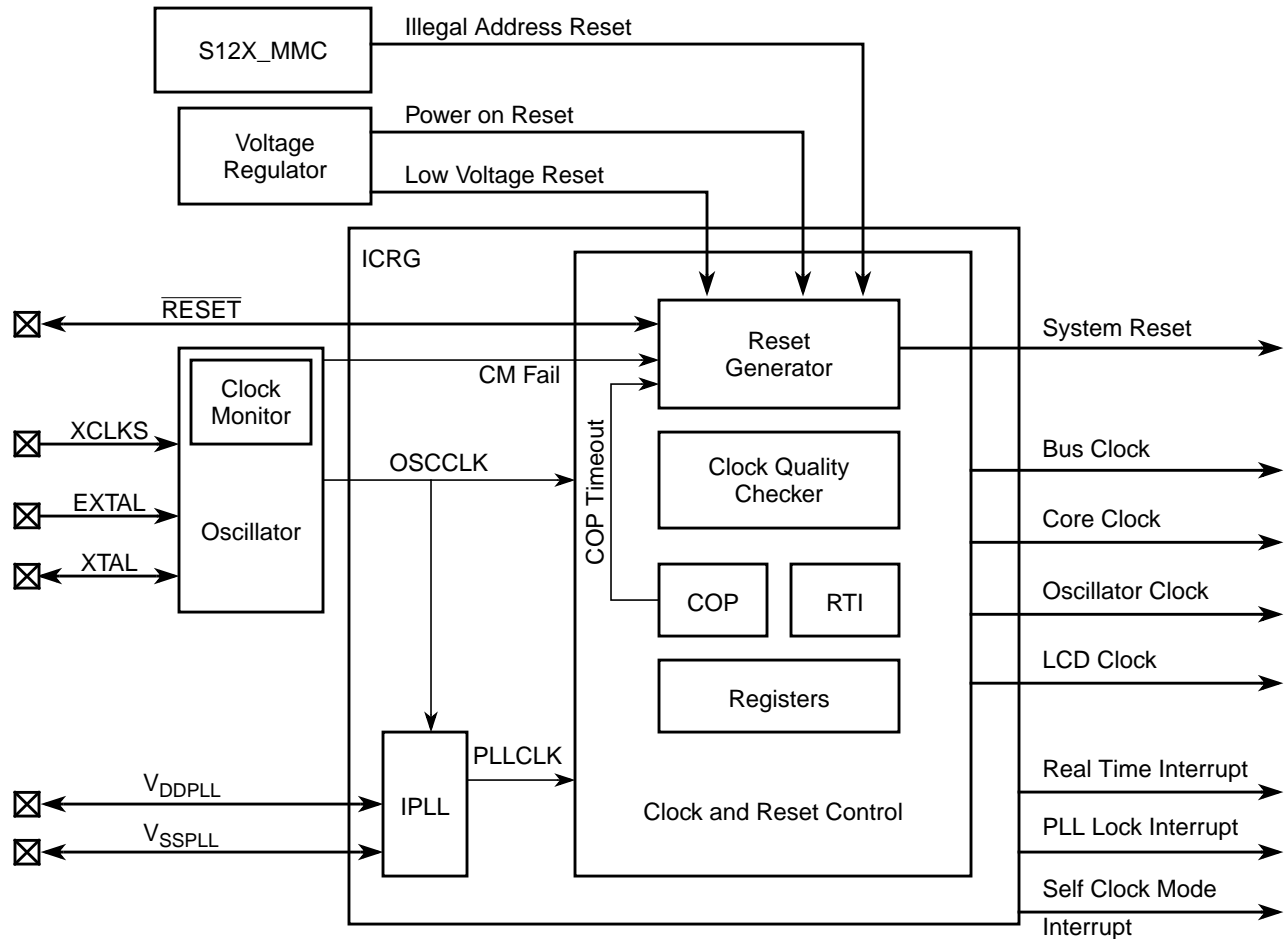 Illegal Address Reset
S12X_MMC
Power on Reset
Voltage
Regulator
Low Voltage Reset
ICRG
RESET
Reset
Generator
System Reset
CM Fail
Clock
Monitor
XCLKS
OSCCLK
COP Timeout
Clock Quality
Checker
Bus Clock
EXTAL
Oscillator
Core Clock
XTAL
COP
RTI
Oscillator Clock
LCD Clock
Registers
PLLCLK
Real Time Interrupt
VDDPLL
IPLL
Clock and Reset Control
PLL Lock Interrupt
VSSPLL
Self Clock Mode
Interrupt